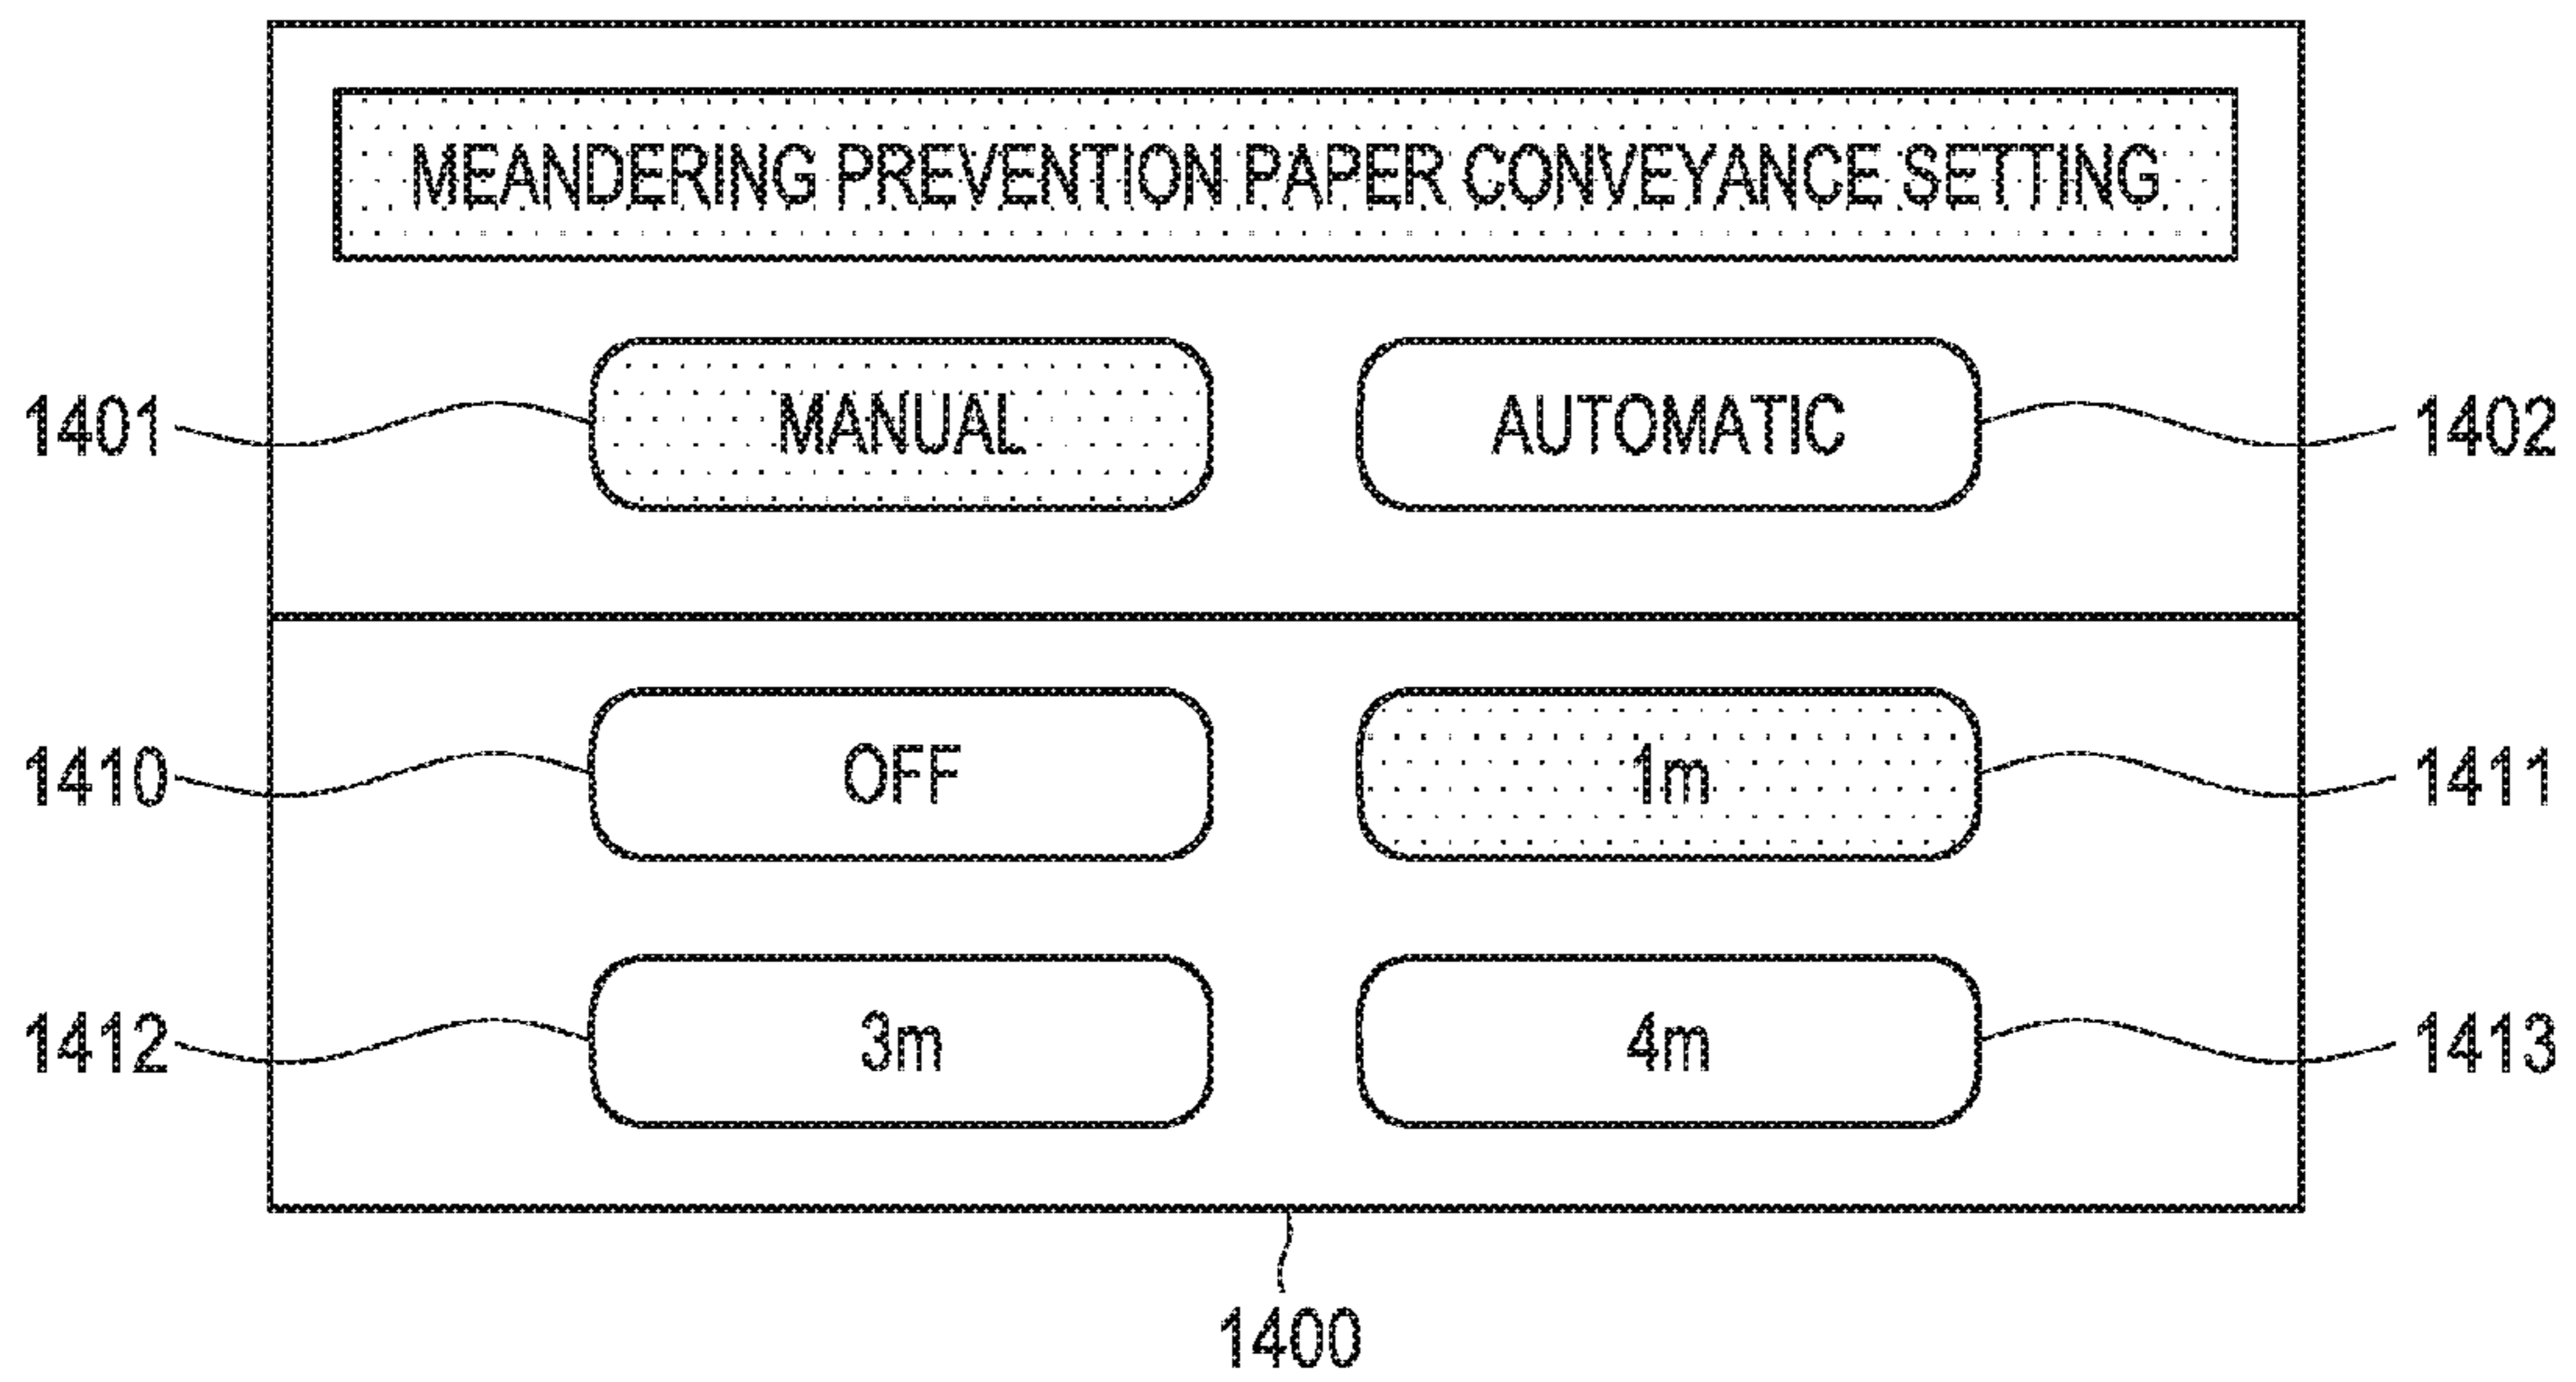 MEANDERING PREVENTION PAPER CONVEYANCE SETTING
1401 MANUAL AUTOMATIC 1402
1410 OFF 1m 1411
1412 3m 4m 1413
1400